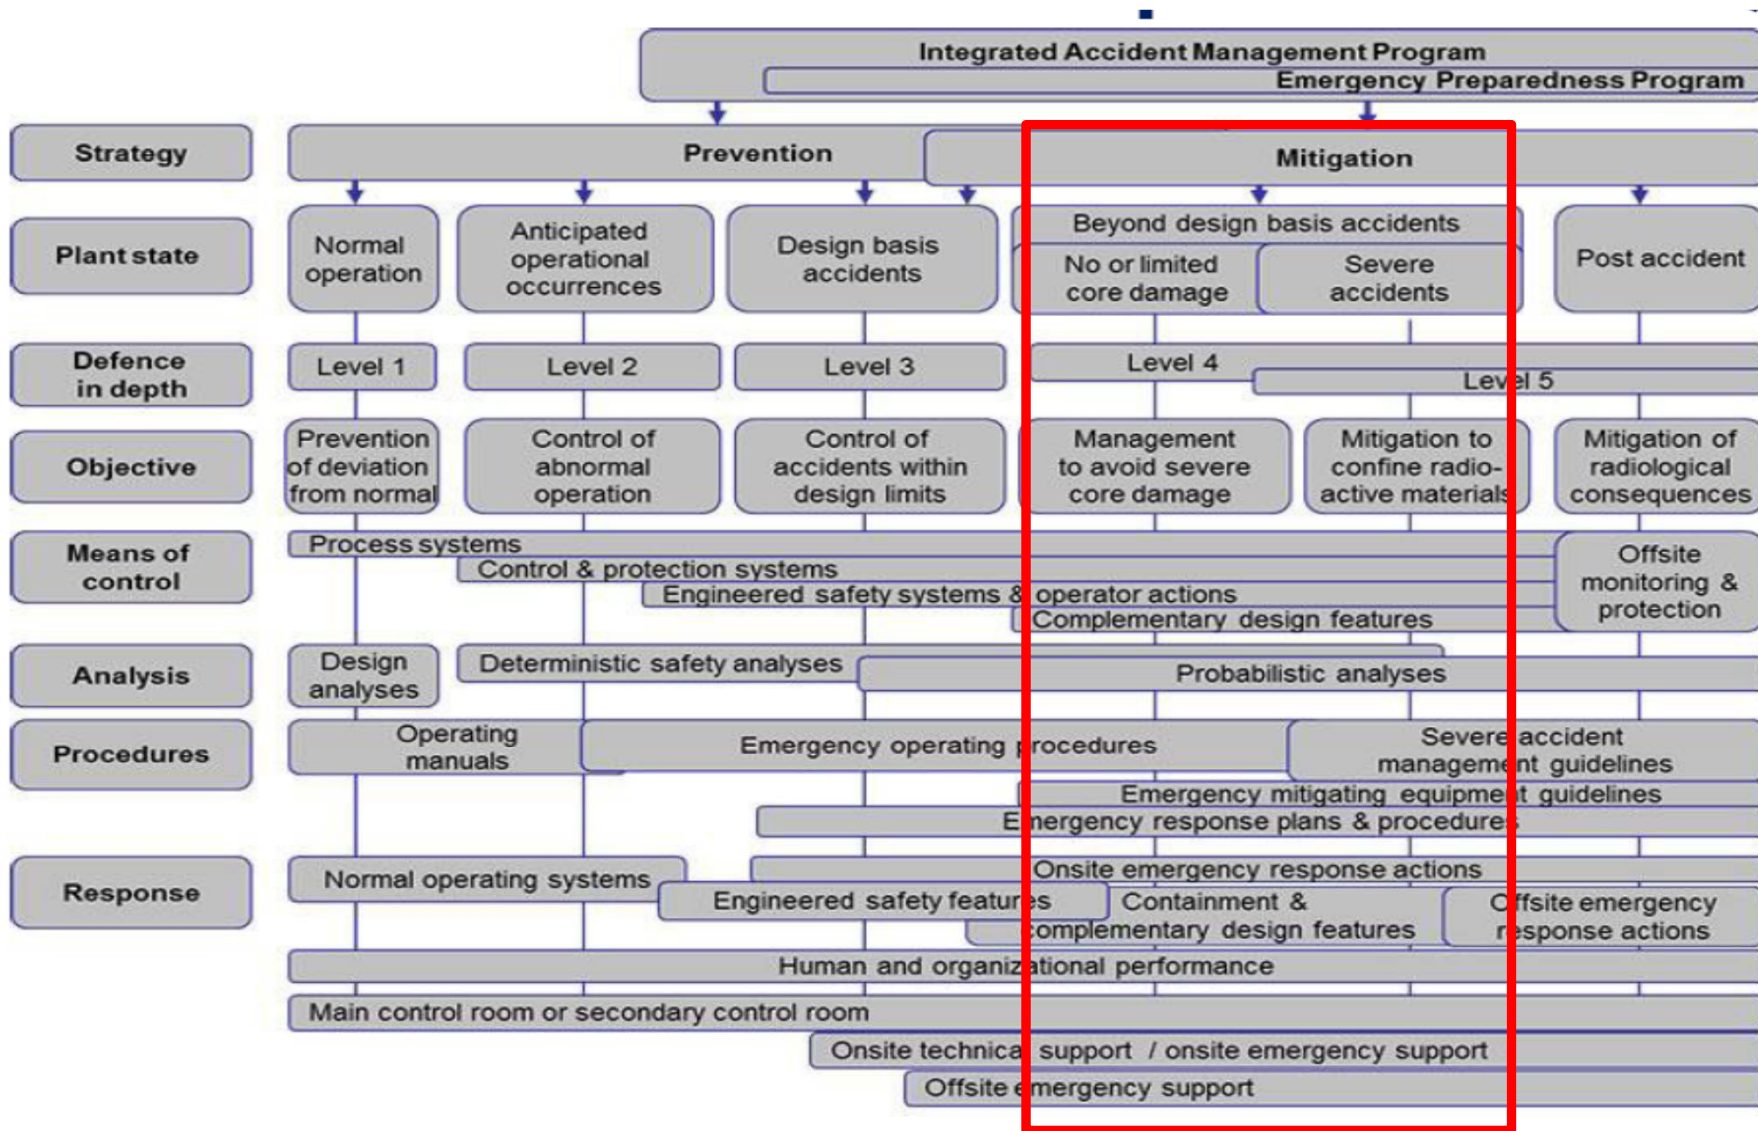 Integrated Accident Management Program
Emergency Preparedness Program
Strategy
Prevention
Mitigation
Plant state
Normal
operation
Anticipated
operational
occurrences
Design basis
accidents
Beyond design basis accidents
No or limited
core damage
Severe
accidents
Post accident
Defence
in depth
Level 1
Level 2
Level 3
Level 4
Level 5
Objective
Prevention
of deviation
from normal
Control of
abnormal
operation
Control of
accidents within
design limits
Management
to avoid severe
core damage
Mitigation to
confine radio-
active materials
Mitigation of
radiological
consequences
Means of
control
Process systems
Control & protection systems
Engineered safety systems & operator actions
Complementary design features
Offsite
monitoring &
protection
Analysis
Design
analyses
Deterministic safety analyses
Probabilistic analyses
Procedures
Operating
manuals
Emergency operating procedures
Severe accident
management guidelines
Emergency mitigating equipment guidelines
Emergency response plans & procedures
Response
Normal operating systems
Onsite emergency response actions
Engineered safety features
Containment &
complementary design features
Offsite emergency
response actions
Human and organizational performance
Main control room or secondary control room
Onsite technical support / onsite emergency support
Offsite emergency support